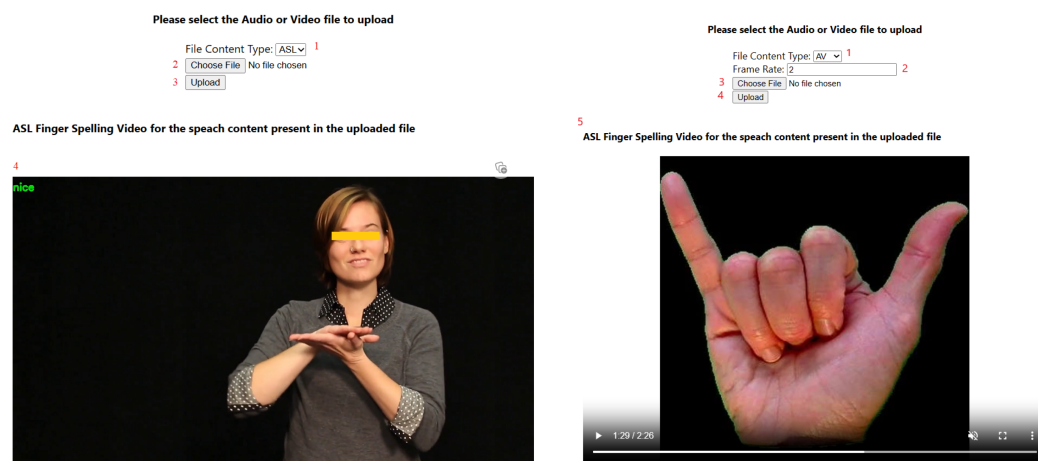 Please select the Audio or Video file to upload
File Content Type: ASL 1
2 Choose File No file chosen
3 Upload
ASL Finger Spelling Video for the speach content present in the uploaded file
4
nice
Please select the Audio or Video file to upload
File Content Type: AV 1
Frame Rate: 2 2
3 Choose File No file chosen
4 Upload
5
ASL Finger Spelling Video for the speach content present in the uploaded file
1:29 / 2:26